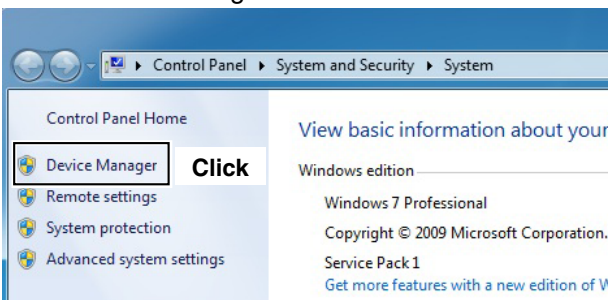 Control Panel ▸ System and Security ▸ System
Control Panel Home
Device Manager Click
Remote settings
System protection
Advanced system settings
View basic information about your
Windows edition
Windows 7 Professional
Copyright © 2009 Microsoft Corporation.
Service Pack 1
Get more features with a new edition of